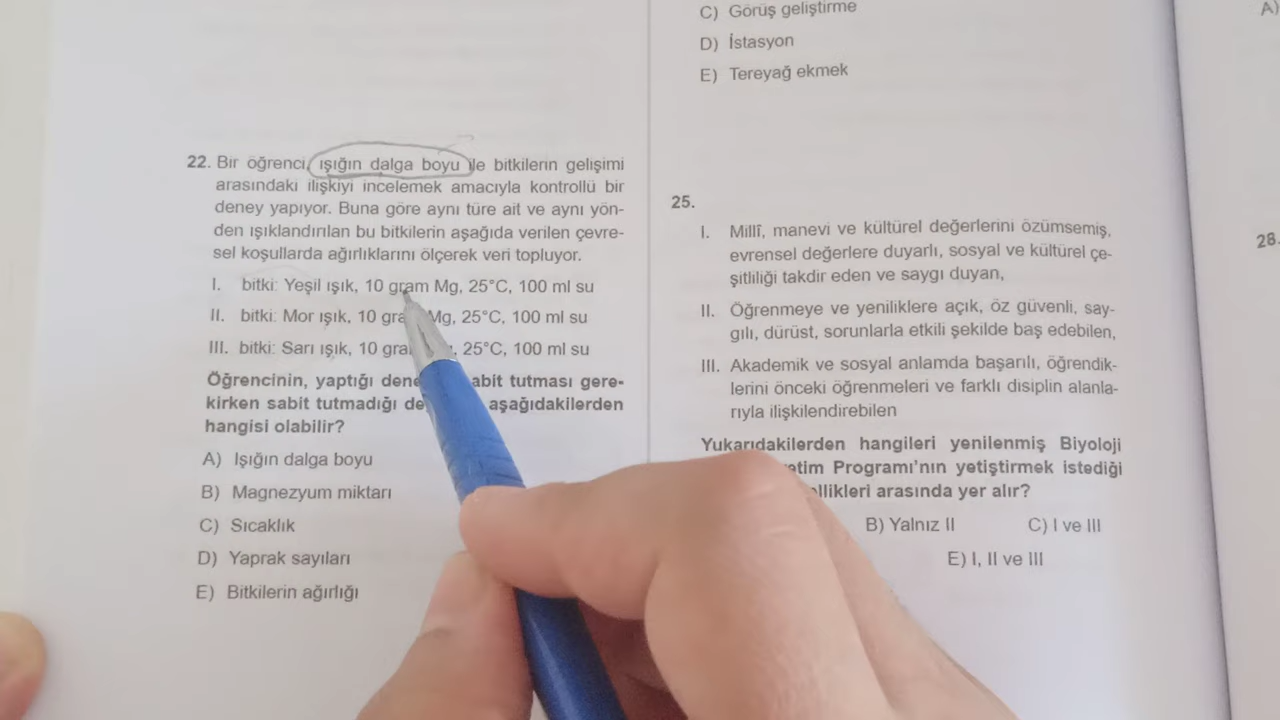 22. Bir öğrenci, ışığın dalga boyu ile bitkilerin gelişimi
arasındaki ilişkiyi incelemek amacıyla kontrollü bir
deney yapıyor. Buna göre aynı türe ait ve aynı yön-
den ışıklandırılan bu bitkilerin aşağıda verilen çevre-
sel koşullarda ağırlıklarını ölçerek veri topluyor.
I. bitki: Yeşil ışık, 10 gram Mg, 25°C, 100 ml su
II. bitki: Mor ışık, 10 Mg, 25°C, 100 ml su
III. bitki: Sarı ışık, 10 25°C, 100 ml su
Öğrencinin, yaptığı tutması gere-
kirken sabit tutmadığı aşağıdakilerden
hangisi olabilir?
A) Işığın dalga boyu
B) Magnezyum miktarı
C) Sıcaklık
D) Yaprak sayıları
E) Bitkilerin ağırlığı
C) Görüş geliştirme
D) İstasyon
E) Tereyağ ekmek
25.
I. Millî, manevi ve kültürel değerlerini özümsemiş,
evrensel değerlere duyarlı, sosyal ve kültürel çe-
şitliliği takdir eden ve saygı duyan,
II. Öğrenmeye ve yeniliklere açık, öz güvenli, say-
gılı, dürüst, sorunlarla etkili şekilde baş edebilen,
III. Akademik ve sosyal anlamda başarılı, öğrendik-
lerini önceki öğrenmeleri ve farklı disiplin alanla-
rıyla ilişkilendirebilen
Yukarıdakilerden hangileri yenilenmiş Biyoloji
Programı'nın yetiştirmek istediği
arasında yer alır?
B) Yalnız II C) I ve III
E) I, II ve III
A)
28.